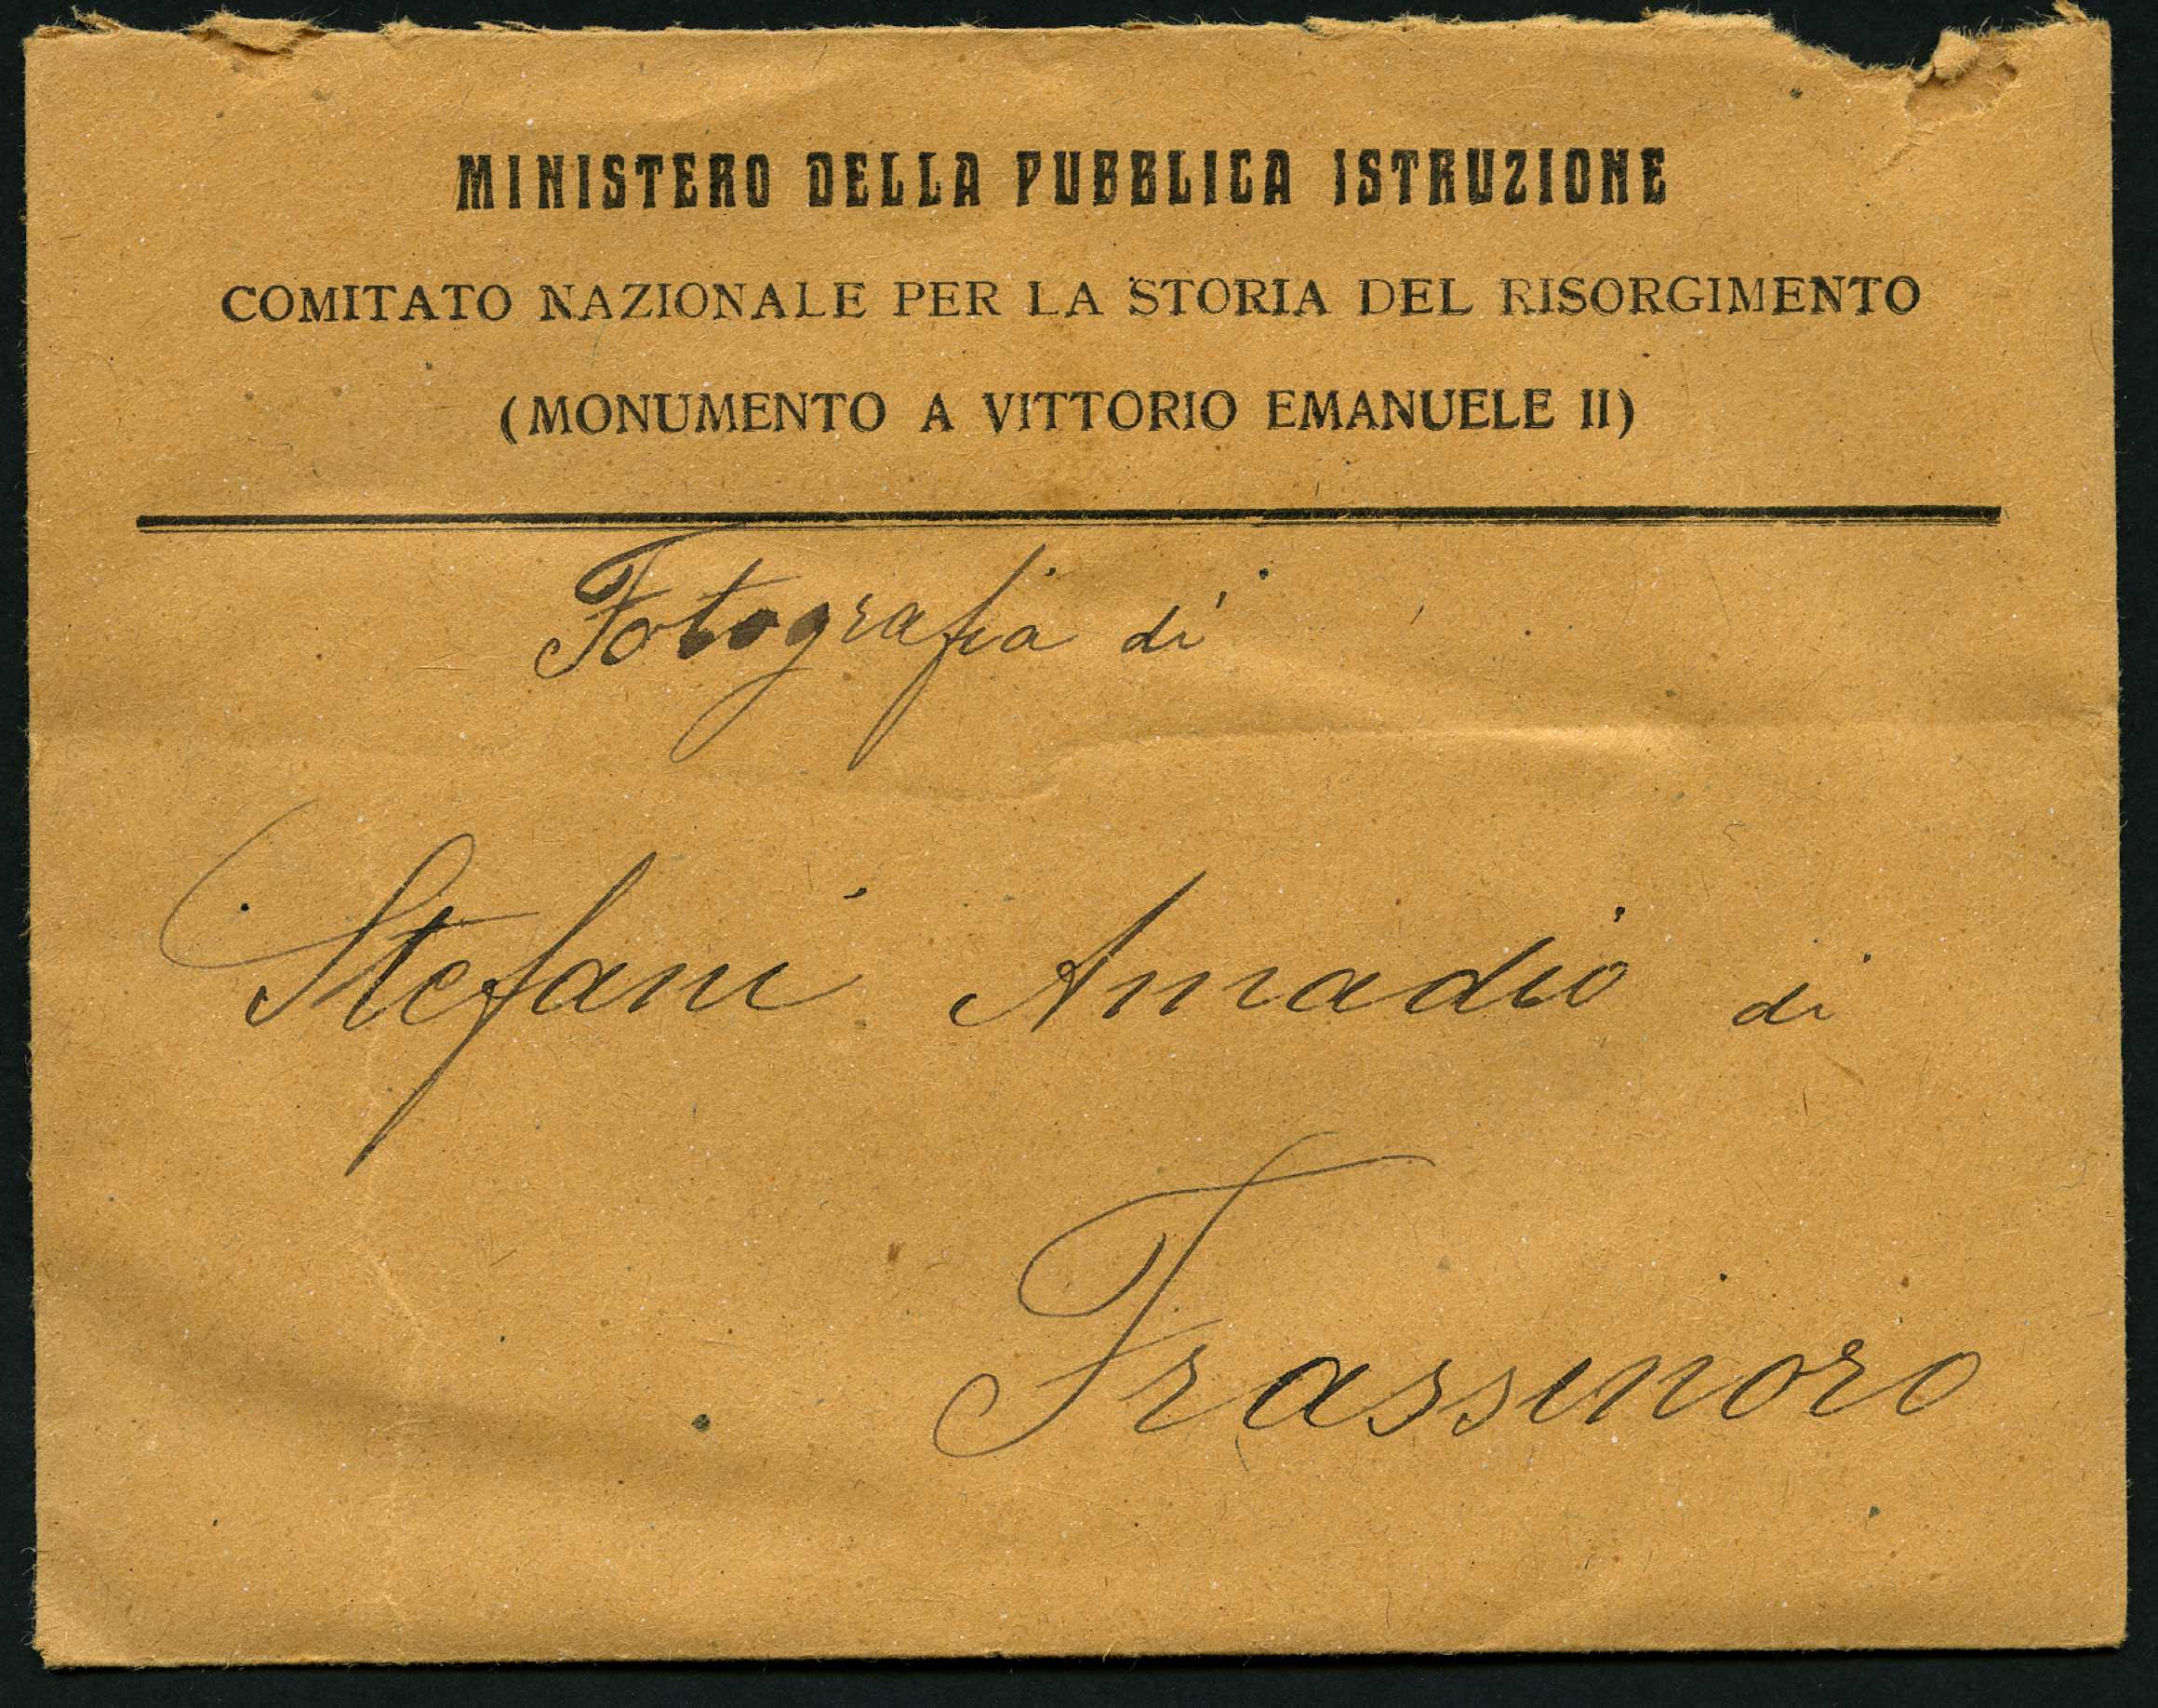 MINISTERO DELLA PUBBLICA ISTRUZIONE
COMITATO NAZIONALE PER LA STORIA DEL RISORGIMENTO
(MONUMENTO A VITTORIO EMANUELE II)
Fotografia di
Stefani Amadio di
Frassinoro